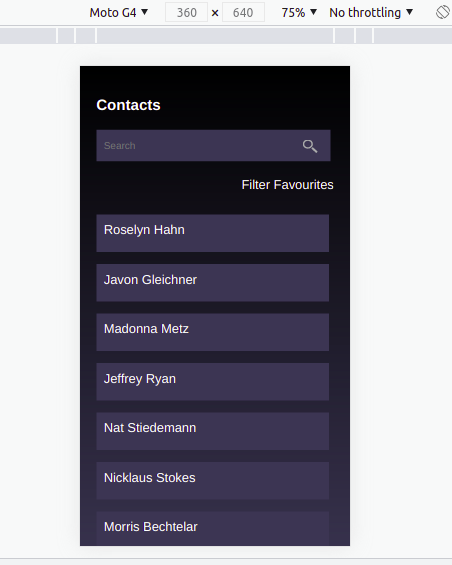 Moto G4 ▼ 360 × 640 75% ▼ No throttling ▼
Contacts
Search
Filter Favourites
Roselyn Hahn
Javon Gleichner
Madonna Metz
Jeffrey Ryan
Nat Stiedemann
Nicklaus Stokes
Morris Bechtelar